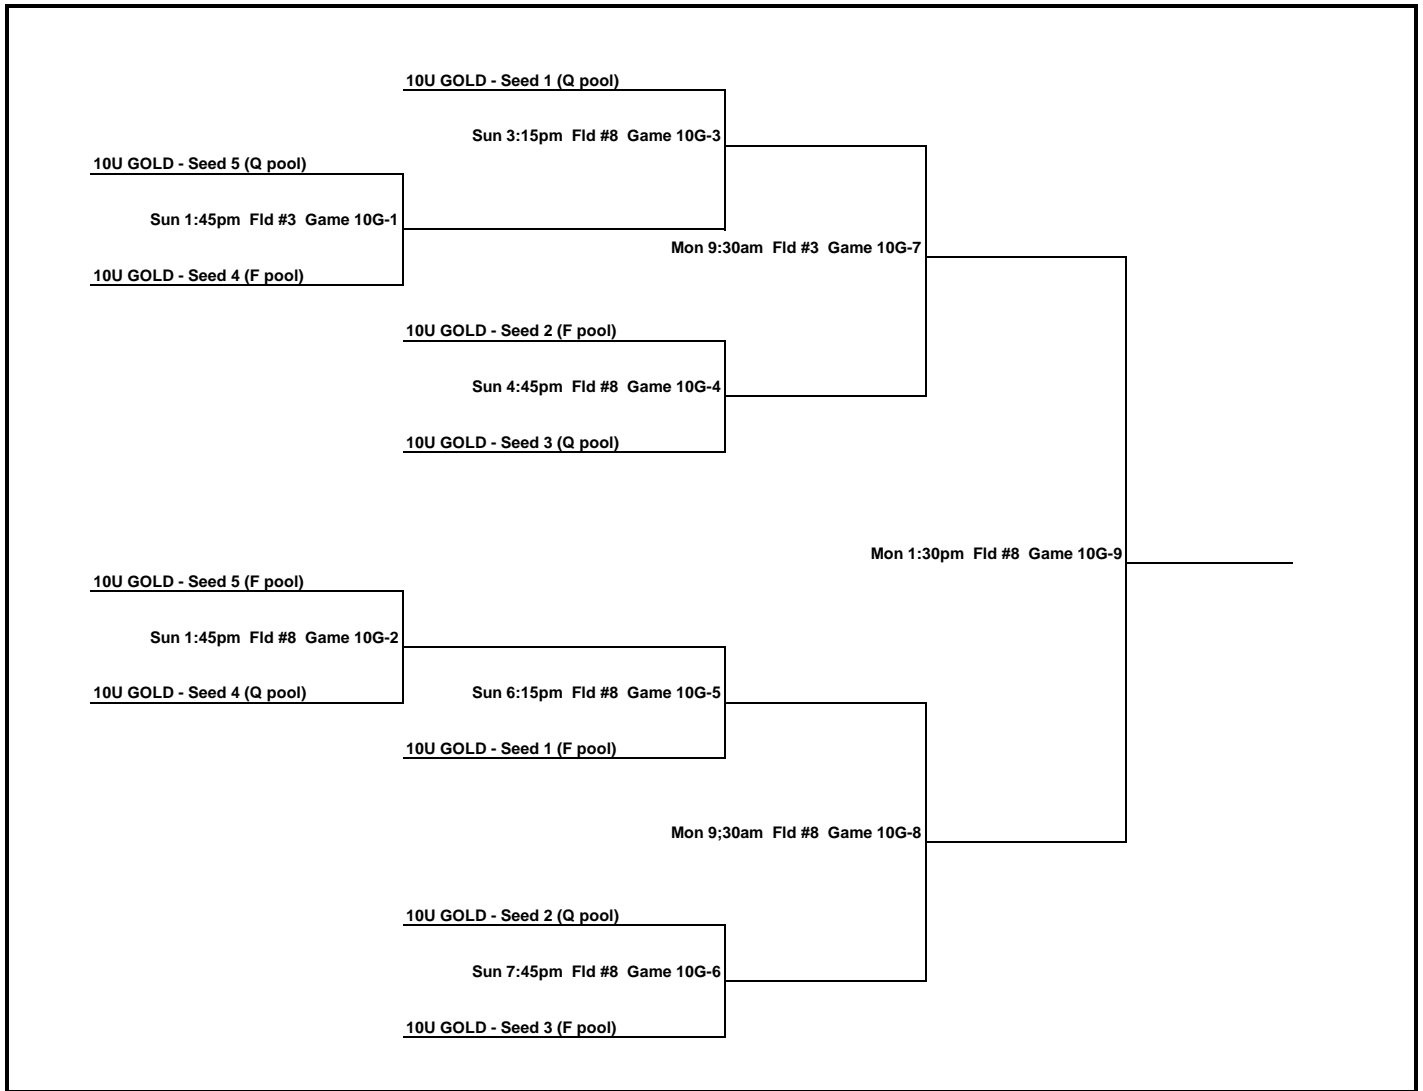 10U GOLD - Seed 1 (Q pool)
Sun 3:15pm  Fld #8  Game 10G-3
10U GOLD - Seed 5 (Q pool)
Sun 1:45pm  Fld #3  Game 10G-1
Mon 9:30am  Fld #3  Game 10G-7
10U GOLD - Seed 4 (F pool)
10U GOLD - Seed 2 (F pool)
Sun 4:45pm  Fld #8  Game 10G-4
10U GOLD - Seed 3 (Q pool)
Mon 1:30pm  Fld #8  Game 10G-9
10U GOLD - Seed 5 (F pool)
Sun 1:45pm  Fld #8  Game 10G-2
10U GOLD - Seed 4 (Q pool)
Sun 6:15pm  Fld #8  Game 10G-5
10U GOLD - Seed 1 (F pool)
Mon 9;30am  Fld #8  Game 10G-8
10U GOLD - Seed 2 (Q pool)
Sun 7:45pm  Fld #8  Game 10G-6
10U GOLD - Seed 3 (F pool)